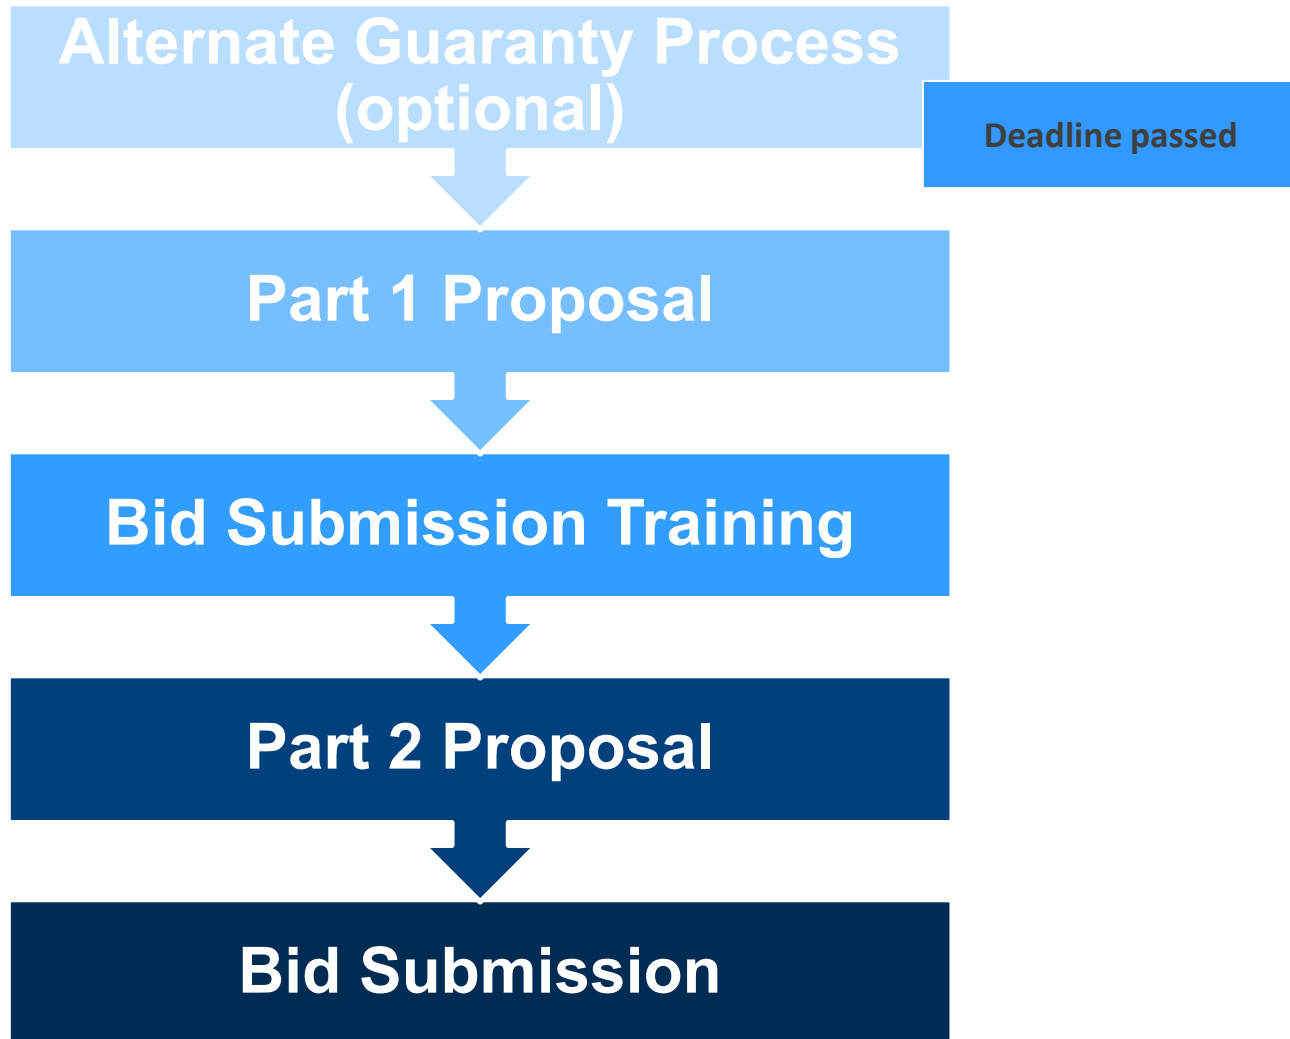 Alternate Guaranty Process
(optional)
Deadline passed
Part 1 Proposal
Bid Submission Training
Part 2 Proposal
Bid Submission